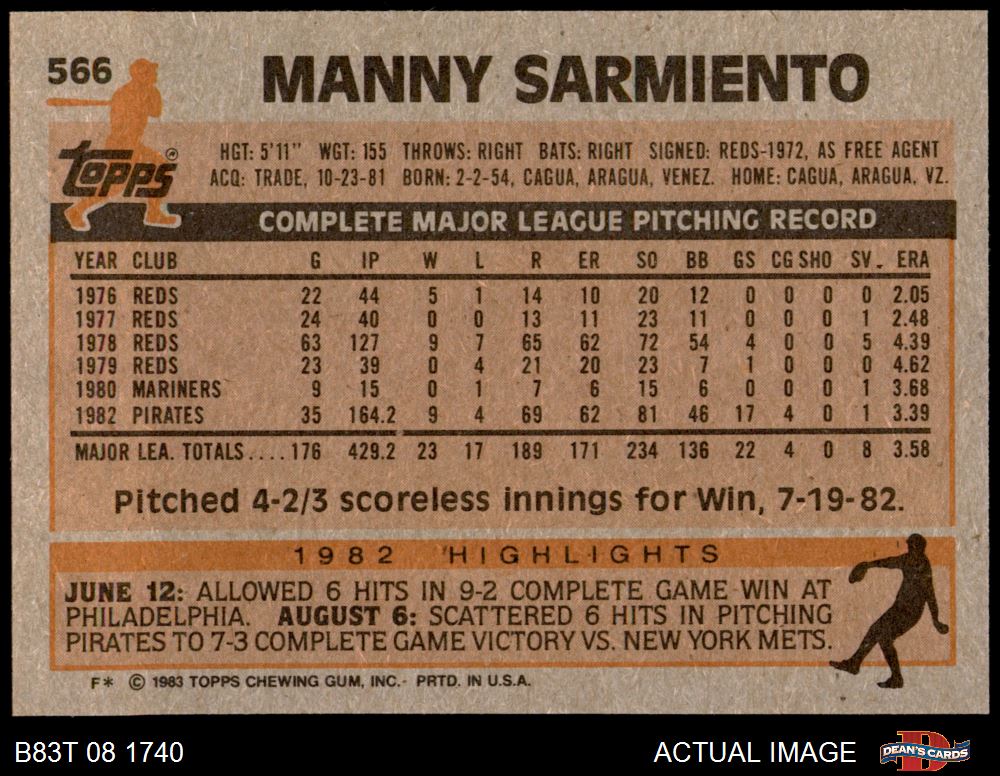 566 MANNY SARMIENTO
Topps®
HGT: 5'11" WGT: 155 THROWS: RIGHT BATS: RIGHT SIGNED: REDS-1972, AS FREE AGENT
ACQ: TRADE, 10-23-81 BORN: 2-2-54, CAGUA, ARAGUA, VENEZ. HOME: CAGUA, ARAGUA, VZ.
COMPLETE MAJOR LEAGUE PITCHING RECORD
YEAR CLUB G IP W L R ER SO BB GS CG SHO SV. ERA
1976 REDS 22 44 5 1 14 10 20 12 0 0 0 0 2.05
1977 REDS 24 40 0 0 13 11 23 11 0 0 0 1 2.48
1978 REDS 63 127 9 7 65 62 72 54 4 0 0 5 4.39
1979 REDS 23 39 0 4 21 20 23 7 1 0 0 0 4.62
1980 MARINERS 9 15 0 1 7 6 15 6 0 0 0 1 3.68
1982 PIRATES 35 164.2 9 4 69 62 81 46 17 4 0 1 3.39
MAJOR LEA. TOTALS.... 176 429.2 23 17 189 171 234 136 22 4 0 8 3.58
Pitched 4-2/3 scoreless innings for Win, 7-19-82.
1982 HIGHLIGHTS
JUNE 12: ALLOWED 6 HITS IN 9-2 COMPLETE GAME WIN AT
PHILADELPHIA. AUGUST 6: SCATTERED 6 HITS IN PITCHING
PIRATES TO 7-3 COMPLETE GAME VICTORY VS. NEW YORK METS.
F* © 1983 TOPPS CHEWING GUM, INC.- PRTD. IN U.S.A.
B83T 08 1740 ACTUAL IMAGE DEAN'S CARDS